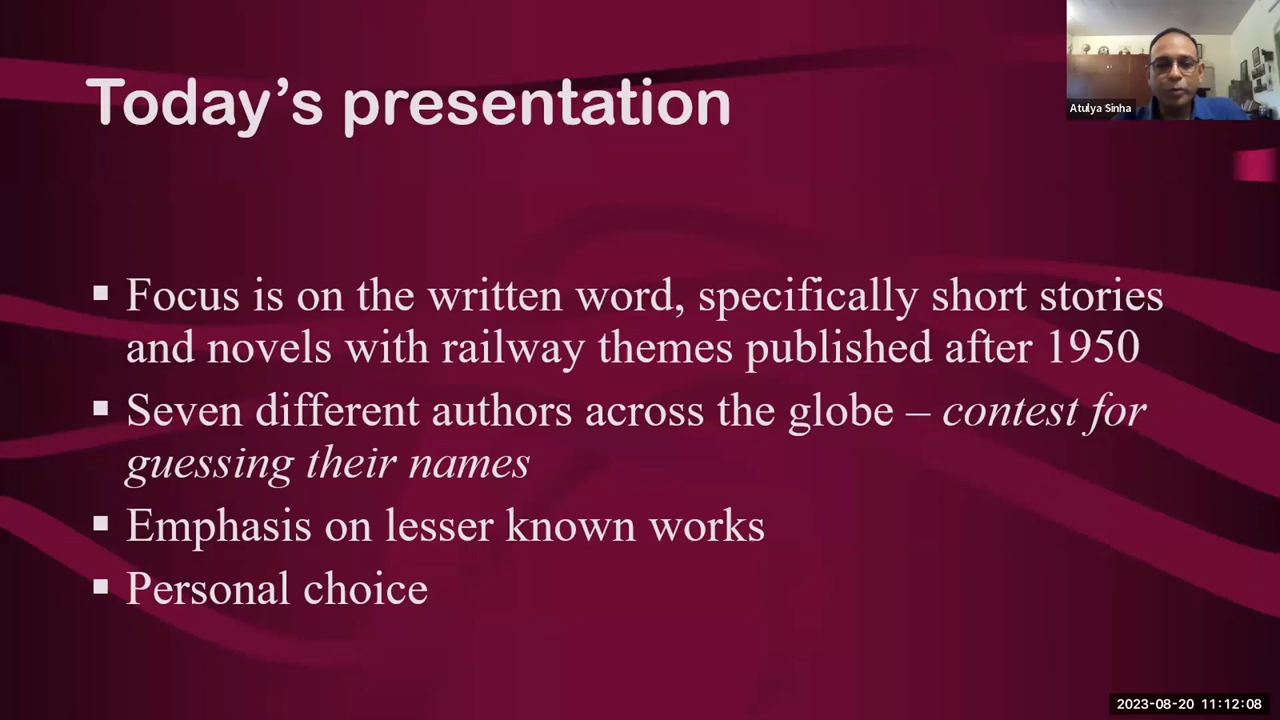 Today’s presentation
Atulya Sinha
▪ Focus is on the written word, specifically short stories
and novels with railway themes published after 1950
▪ Seven different authors across the globe – contest for
guessing their names
▪ Emphasis on lesser known works
▪ Personal choice
2023-08-20 11:12:08